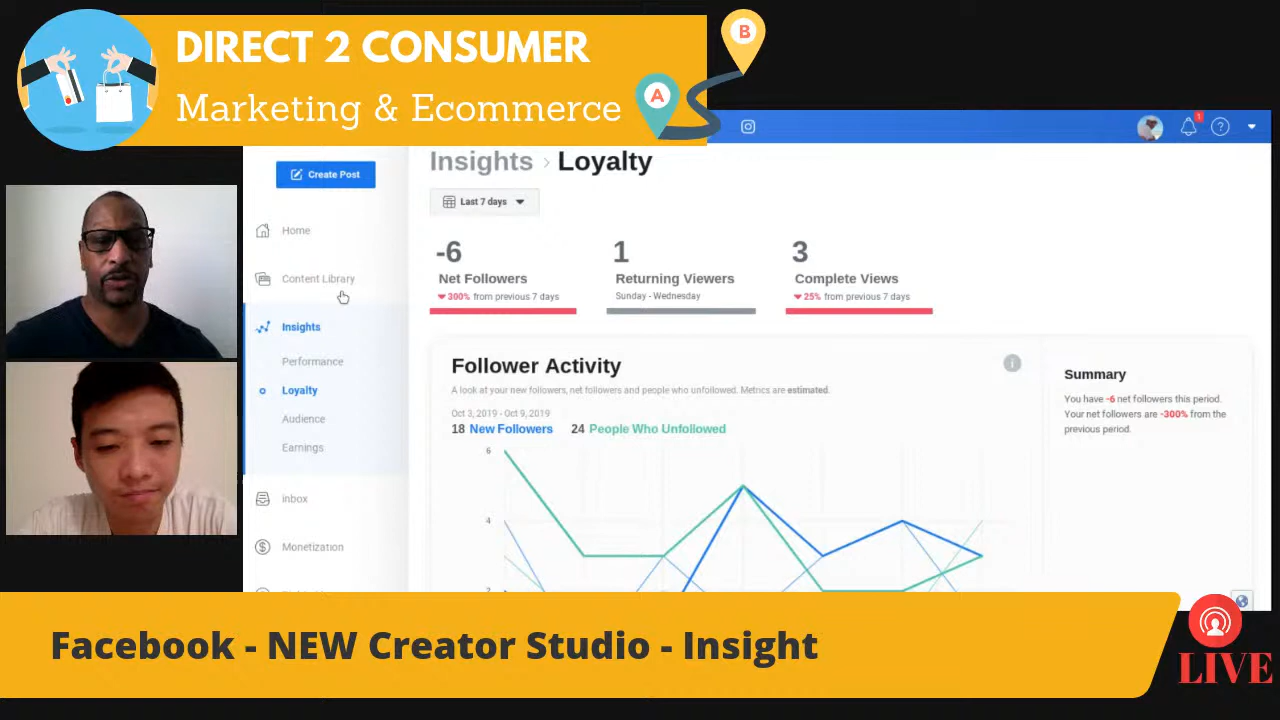 DIRECT 2 CONSUMER
Marketing & Ecommerce
A
B
1
?
Create Post
Home
Content Library
Insights
Performance
Loyalty
Audience
Earnings
inbox
Monetization
Insights › Loyalty
Last 7 days
-6
Net Followers
300% from previous 7 days
1
Returning Viewers
Sunday - Wednesday
3
Complete Views
25% from previous 7 days
Follower Activity
A look at your new followers, net followers and people who unfollowed. Metrics are estimated.
Oct 3, 2019 - Oct 9, 2019
18 New Followers 24 People Who Unfollowed
6
4
2
Summary
You have -6 net followers this period.
Your net followers are -300% from the
previous period.
Facebook - NEW Creator Studio - Insight
LIVE